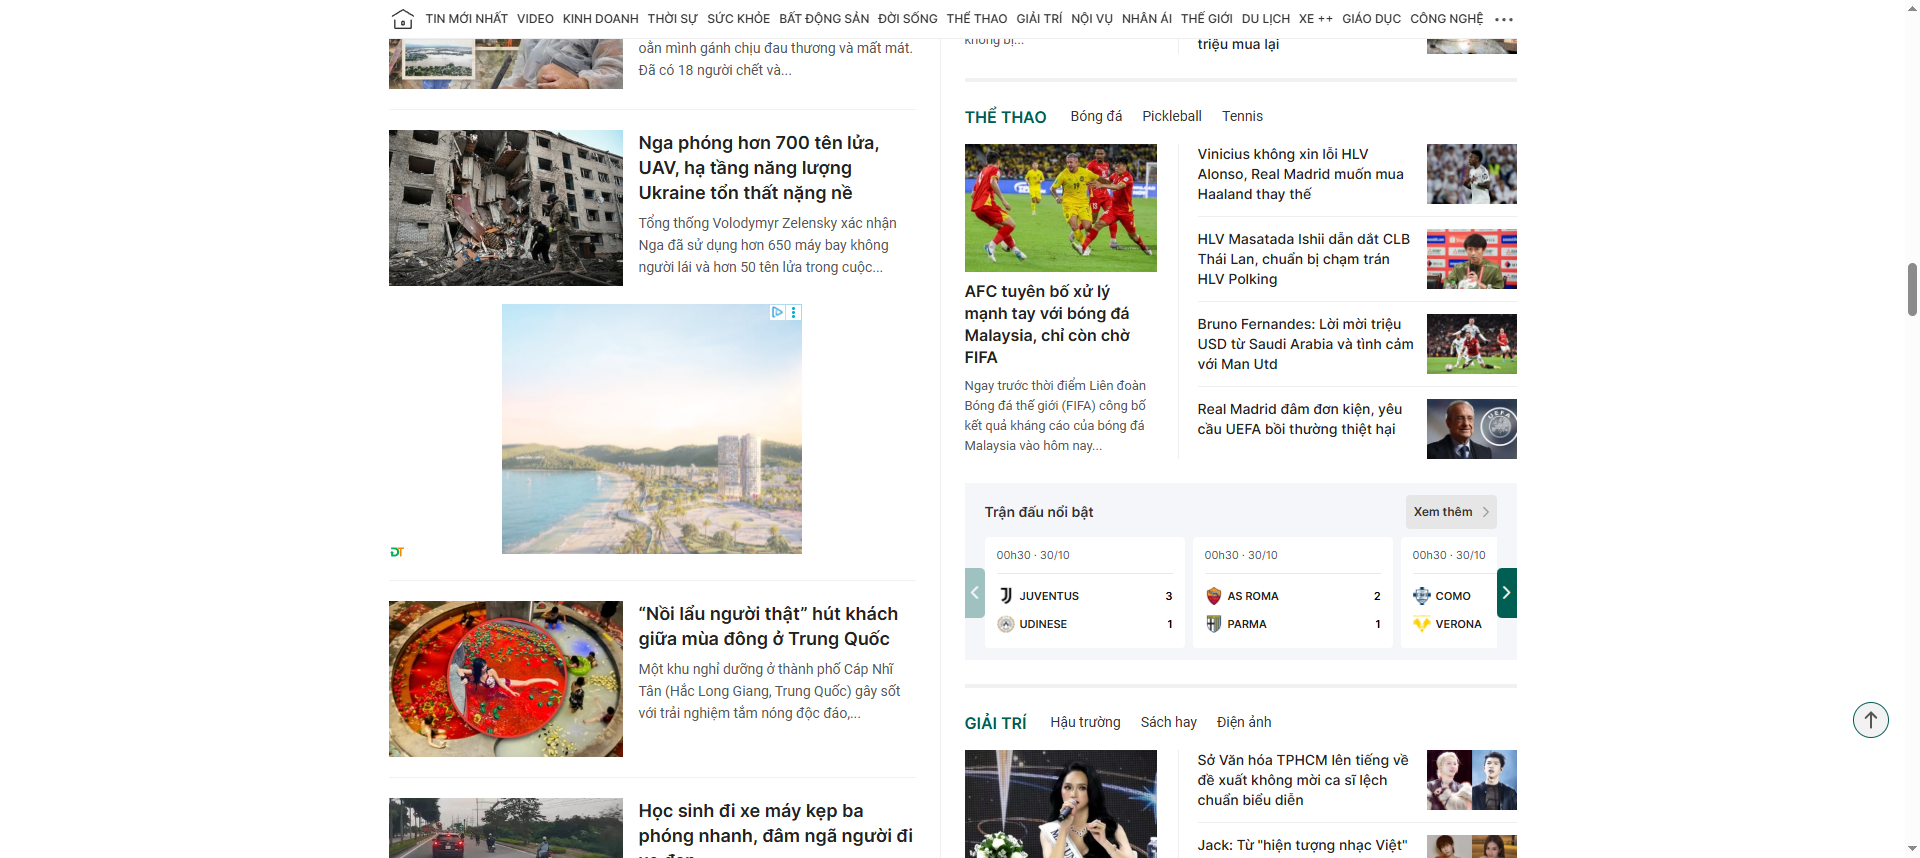 TIN MỚI NHẤT VIDEO KINH DOANH THỜI SỰ SỨC KHỎE BẤT ĐỘNG SẢN ĐỜI SỐNG THỂ THAO GIẢI TRÍ NỘI VỤ NHÂN ÁI THẾ GIỚI DU LỊCH XE ++ GIÁO DỤC CÔNG NGHỆ
oằn mình gánh chịu đau thương và mất mát.
Đã có 18 người chết và...
Nga phóng hơn 700 tên lửa,
UAV, hạ tầng năng lượng
Ukraine tổn thất nặng nề
Tổng thống Volodymyr Zelensky xác nhận
Nga đã sử dụng hơn 650 máy bay không
người lái và hơn 50 tên lửa trong cuộc...
DT
“Nồi lẩu người thật” hút khách
giữa mùa đông ở Trung Quốc
Một khu nghỉ dưỡng ở thành phố Cáp Nhĩ
Tân (Hắc Long Giang, Trung Quốc) gây sốt
với trải nghiệm tắm nóng độc đáo,...
Học sinh đi xe máy kẹp ba
phóng nhanh, đâm ngã người đi
xe đạp
không bị...
triệu mua lại
THỂ THAO Bóng đá Pickleball Tennis
AFC tuyên bố xử lý
mạnh tay với bóng đá
Malaysia, chỉ còn chờ
FIFA
Ngay trước thời điểm Liên đoàn
Bóng đá thế giới (FIFA) công bố
kết quả kháng cáo của bóng đá
Malaysia vào hôm nay...
Vinicius không xin lỗi HLV
Alonso, Real Madrid muốn mua
Haaland thay thế
HLV Masatada Ishii dẫn dắt CLB
Thái Lan, chuẩn bị chạm trán
HLV Polking
Bruno Fernandes: Lời mời triệu
USD từ Saudi Arabia và tình cảm
với Man Utd
Real Madrid đâm đơn kiện, yêu
cầu UEFA bồi thường thiệt hại
UEFA
Trận đấu nổi bật
Xem thêm
00h30 · 30/10
JUVENTUS 3
UDINESE 1
00h30 · 30/10
AS ROMA 2
PARMA 1
00h30 · 30/10
COMO
VERONA
GIẢI TRÍ Hậu trường Sách hay Điện ảnh
Sở Văn hóa TPHCM lên tiếng về
đề xuất không mời ca sĩ lệch
chuẩn biểu diễn
Jack: Từ "hiện tượng nhạc Việt"